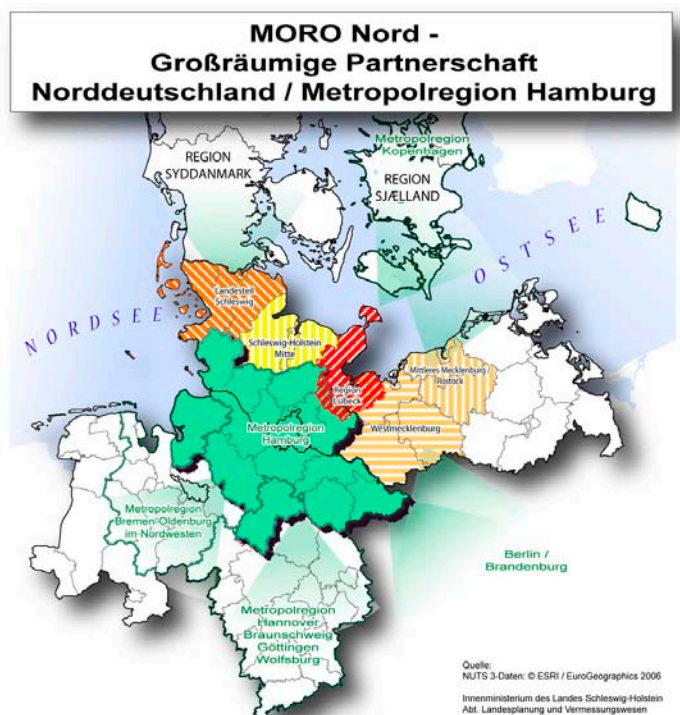 MORO Nord -
Großräumige Partnerschaft
Norddeutschland / Metropolregion Hamburg
Metropolregion
Kopenhagen
REGION
SYDDANMARK
REGION
SJÆLLAND
OSTSEE
NORDSEE
Landesteil
Schleswig
Schleswig-Holstein
Mitte
Mittleres Mecklenburg /
Rostock
Region
Lübeck
Westmecklenburg
Metropolregion
Hamburg
Metropolregion
Bremen-Oldenburg
im Nordwesten
Berlin /
Brandenburg
Metropolregion
Hannover
Braunschweig
Göttingen
Wolfsburg
Quelle:
NUTS 3-Daten: © ESRI / EuroGeographics 2006
Innenministerium des Landes Schleswig-Holstein
Abt. Landesplanung und Vermessungswesen